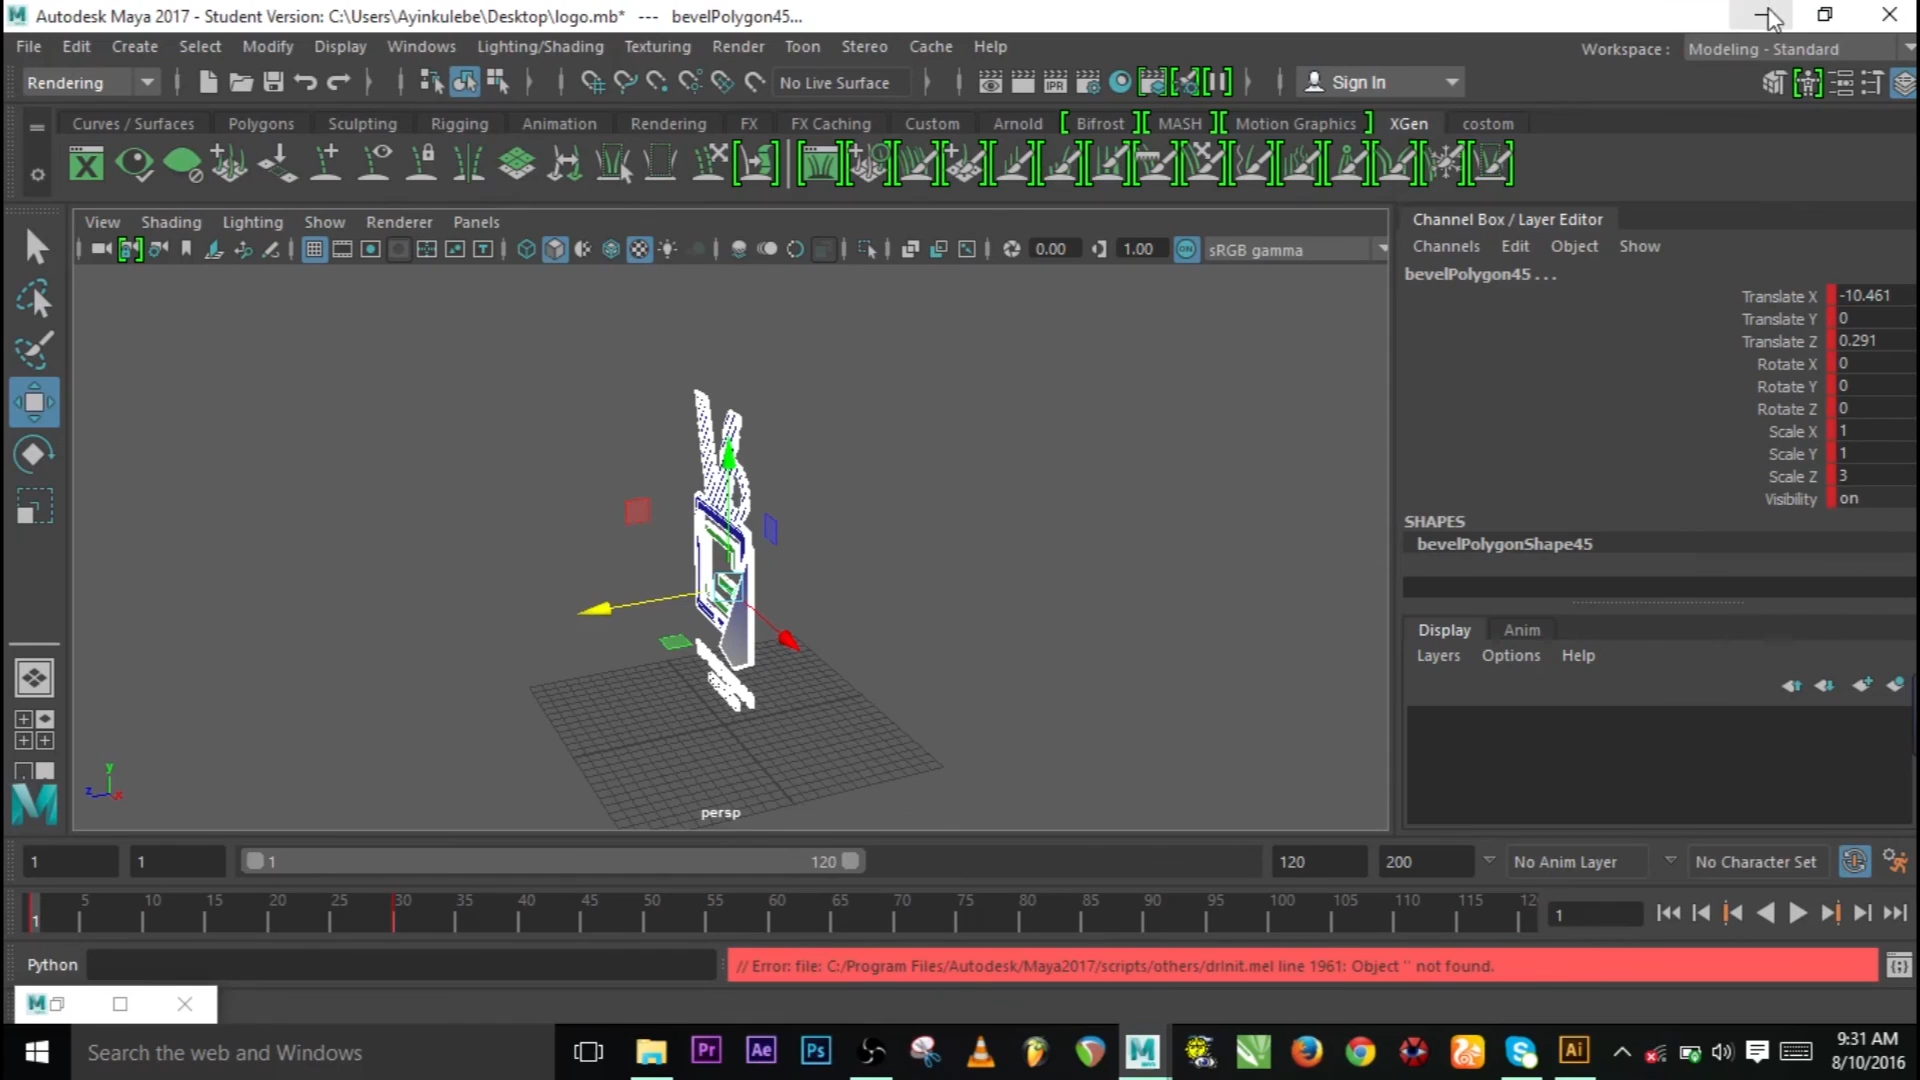 Autodesk Maya 2017 - Student Version: C:\Users\Ayinkulebe\Desktop\logo.mb* --- bevelPolygon45...
File Edit Create Select Modify Display Windows Lighting/Shading Texturing Render Toon Stereo Cache Help
Workspace : Modeling - Standard
Rendering
No Live Surface
IPR
Sign In
Curves / Surfaces Polygons Sculpting Rigging Animation Rendering FX FX Caching Custom Arnold Bifrost MASH Motion Graphics XGen costom
View Shading Lighting Show Renderer Panels
0.00 1.00 ON sRGB gamma
Channel Box / Layer Editor
Channels Edit Object Show
bevelPolygon45 . . .
Translate X -10.461
Translate Y 0
Translate Z 0.291
Rotate X 0
Rotate Y 0
Rotate Z 0
Scale X 1
Scale Y 1
Scale Z 3
Visibility on
SHAPES
bevelPolygonShape45
Display Anim
Layers Options Help
y
z x
persp
1 1 1 120 120 200 No Anim Layer No Character Set
1 5 10 15 20 25 30 35 40 45 50 55 60 65 70 75 80 85 90 95 100 105 110 115 12 1
Python // Error: file: C:/Program Files/Autodesk/Maya2017/scripts/others/drInit.mel line 1961: Object '' not found.
M
Search the web and Windows
Pr Ae Ps M Ai
9:31 AM
8/10/2016